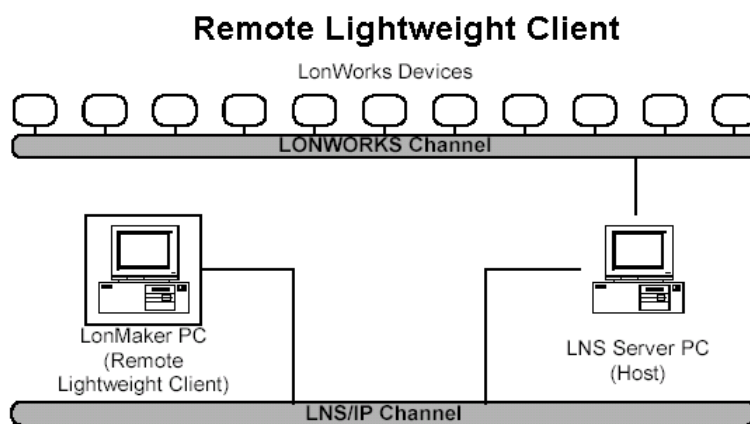 Remote Lightweight Client
LonWorks Devices
LONWORKS Channel
LonMaker PC
(Remote
Lightweight Client)
LNS Server PC
(Host)
LNS/IP Channel